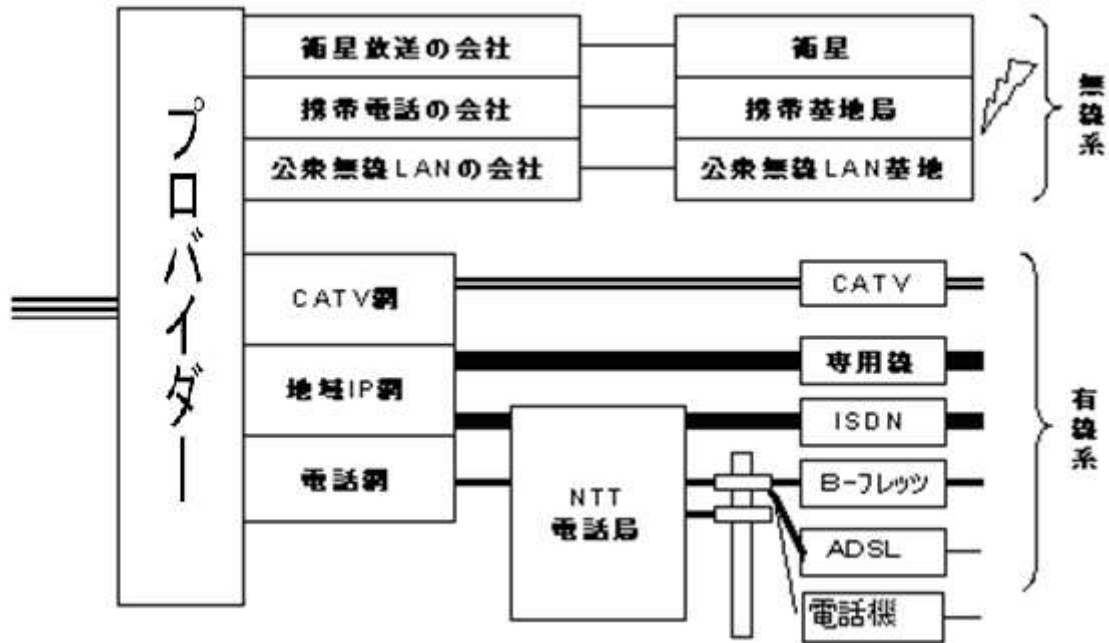 プロバイダー
衛星放送の会社
衛星
携帯電話の会社
携帯基地局
公衆無線LANの会社
公衆無線LAN基地
無線系
CATV網
CATV
地域IP網
専用線
ISDN
電話網
NTT
電話局
B-フレッツ
ADSL
電話機
有線系